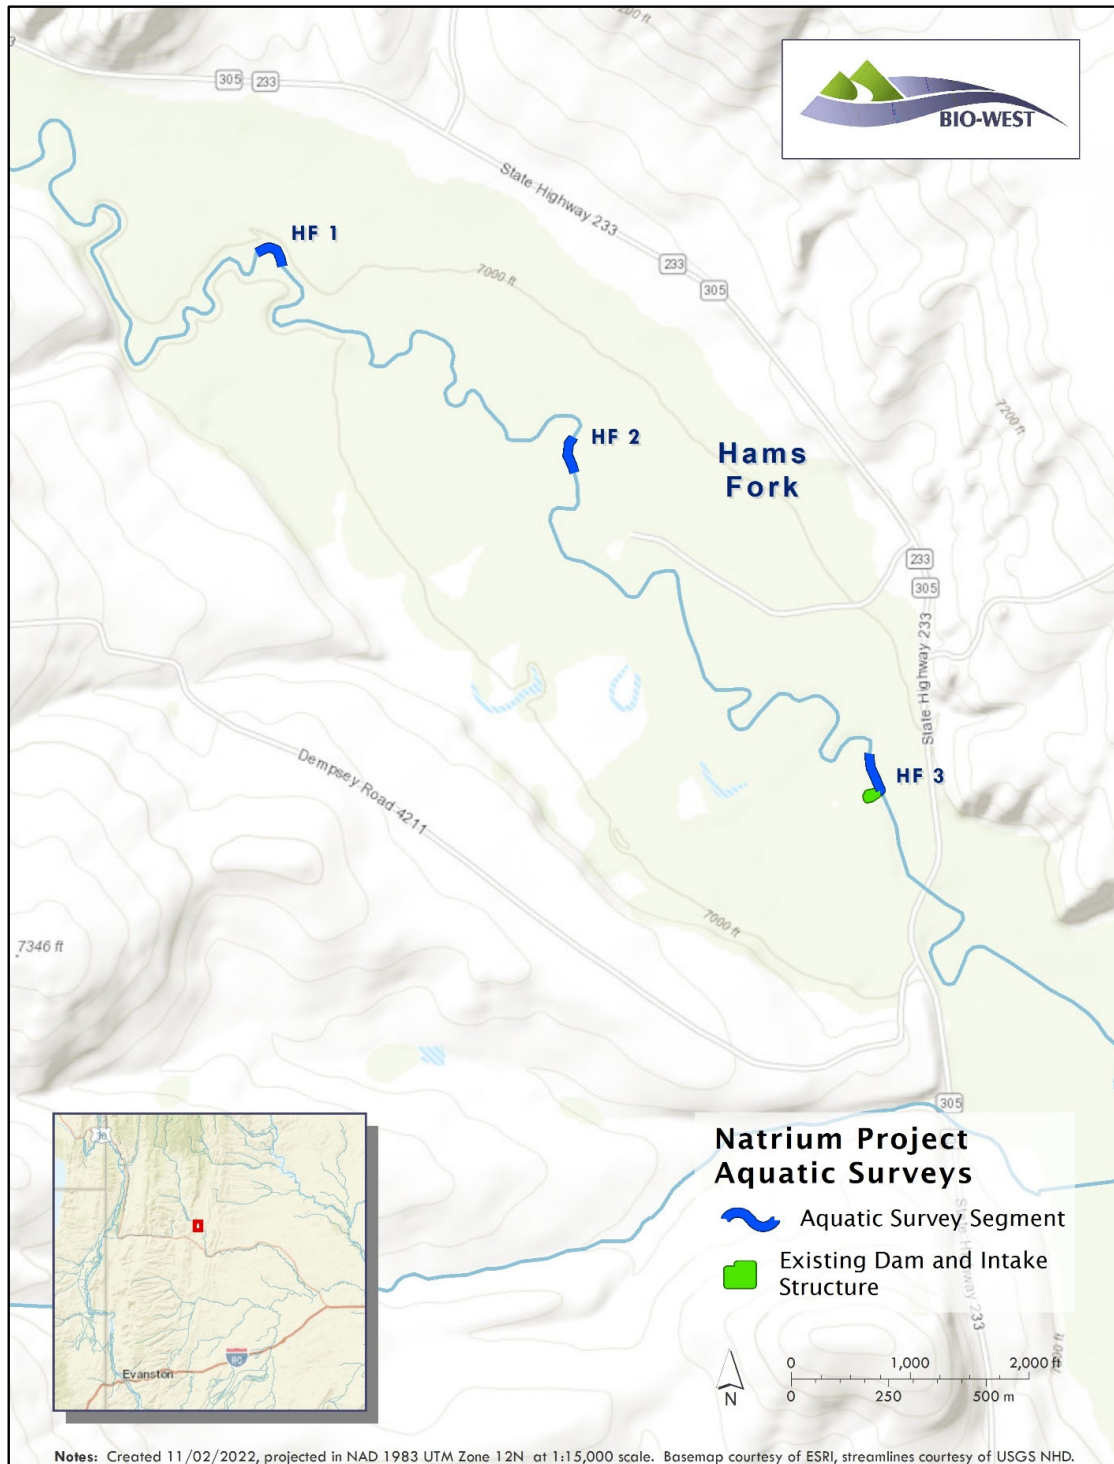 7200 ft
3
305
233
BIO-WEST
State Highway 233
HF 1
233
7000 ft
305
7200 ft
HF 2
Hams
Fork
233
305
State Highway 233
Dempsey Road 4211
HF 3
7000 ft
7346 ft
305
30
Natrium Project
Aquatic Surveys
Aquatic Survey Segment
Existing Dam and Intake
Structure
State Highway 233
80
Evanston
0 1,000 2,000 ft
0 250 500 m
N
Notes: Created 11/02/2022, projected in NAD 1983 UTM Zone 12N at 1:15,000 scale. Basemap courtesy of ESRI, streamlines courtesy of USGS NHD.